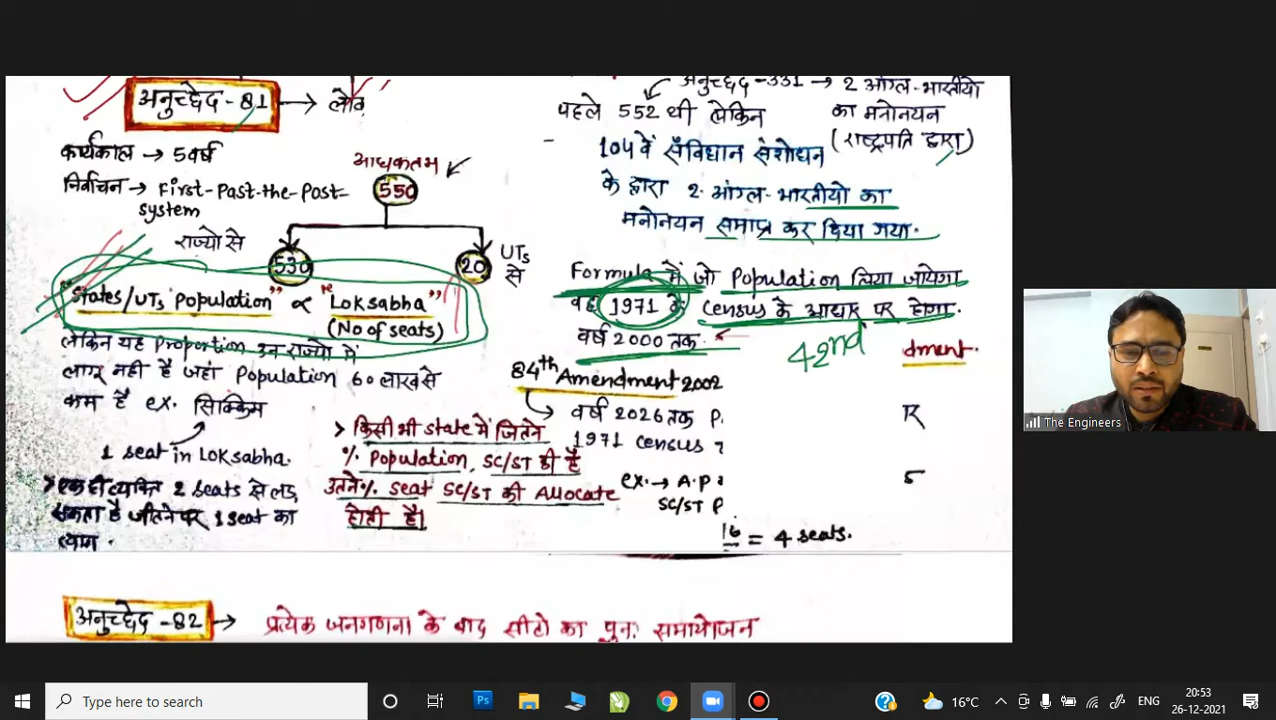 अनुच्छेद-81 → लोक
कार्यकाल → 5वर्ष
निर्वाचन → First-Past-the-Post-
system
अधिकतम
550
राज्यो से
530
20
UTs
से
"States/UTs Population" ∝ "Loksabha"
(No of seats)
लेकिन यह Proportion उन राज्यो में
लागू नही है जहां Population 60 लाख से
कम है ex. सिक्किम
1 seat in Loksabha.
> एक ही व्यक्ति 2 seats से लड़
सकता है जीतने पर 1 seat का
त्याग.
> किसी भी state में जितने
% Population, SC/ST की है
उतने% seat SC/ST को Allocate
होती है।
अनुच्छेद-331 → 2 आंग्ल-भारतीयो
का मनोनयन
(राष्ट्रपति द्वारा)
पहले 552 थी लेकिन
104वें संविधान संशोधन
के द्वारा 2 आंग्ल-भारतीयो का
मनोनयन समाप्त कर दिया गया.
Formula में जो Population लिया जायेगा
वह 1971 के Census के आधार पर होगा.
वर्ष 2000 तक.
42nd
dment.
84th Amendment 2002
वर्ष 2026 तक P.
1971 census
ex. → A.P
SC/ST P
16 = 4 seats.
अनुच्छेद-82 → प्रत्येक जनगणना के बाद सीटो का पुनः समायोजन
The Engineers
Type here to search
16°C
ENG
20:53
26-12-2021